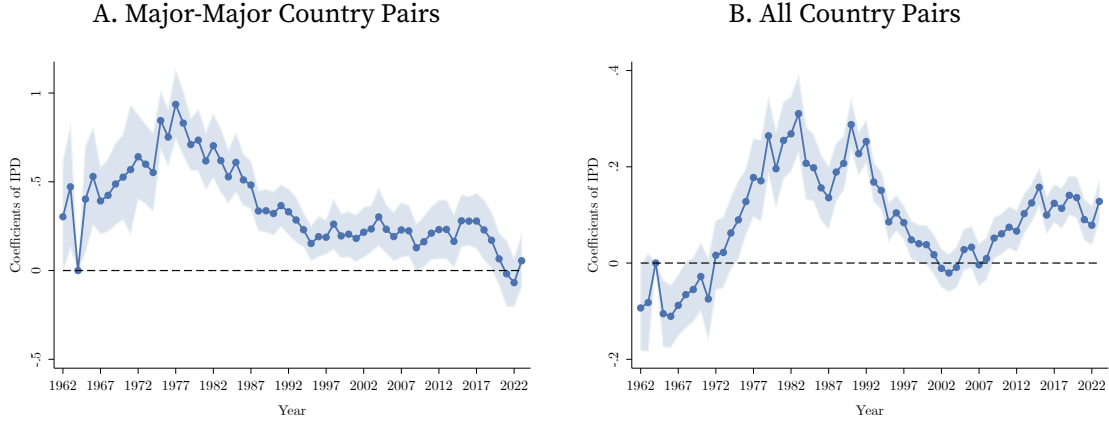 A. Major-Major Country Pairs
Coefficients of IPD
1
.5
0
-.5
1962 1967 1972 1977 1982 1987 1992 1997 2002 2007 2012 2017 2022
Year
B. All Country Pairs
Coefficients of IPD
.4
.2
0
-.2
1962 1967 1972 1977 1982 1987 1992 1997 2002 2007 2012 2017 2022
Year